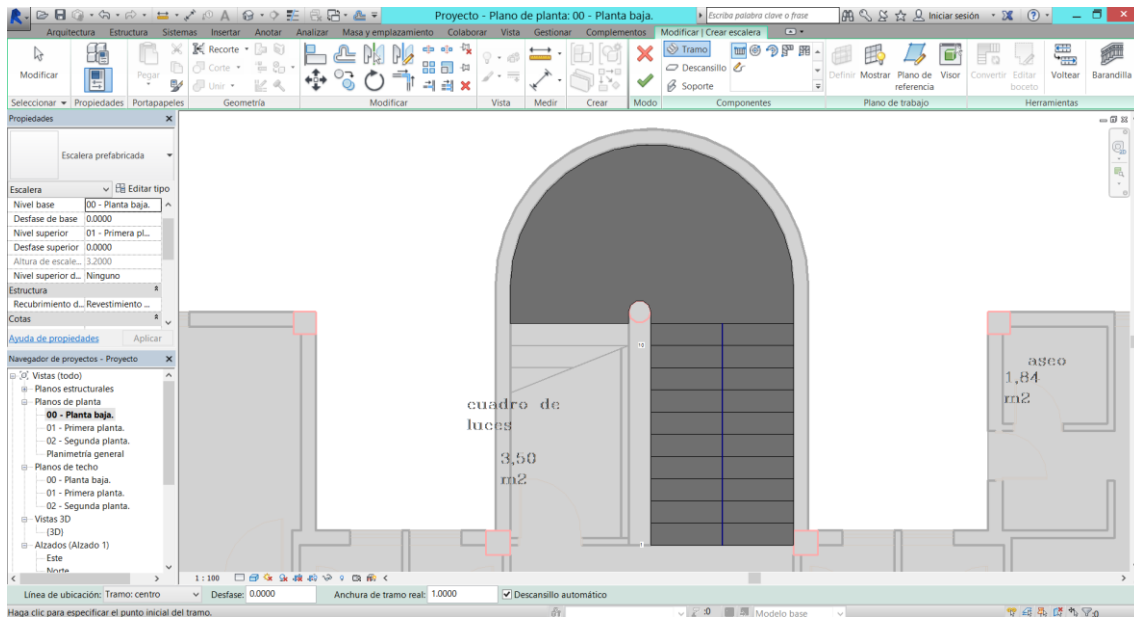 Proyecto - Plano de planta: 00 - Planta baja.
Escriba palabra clave o frase
Iniciar sesión
Arquitectura Estructura Sistemas Insertar Anotar Analizar Masa y emplazamiento Colaborar Vista Gestionar Complementos Modificar | Crear escalera
Modificar
Pegar
Recorte
Corte
Unir
Tramo
Descansillo
Soporte
Definir Mostrar Plano de referencia Visor
Convertir Editar boceto
Voltear Barandilla
Seleccionar Propiedades Portapapeles Geometría Modificar Vista Medir Crear Modo Componentes Plano de trabajo Herramientas
Propiedades
Escalera prefabricada
Escalera Editar tipo
Nivel base 00 - Planta baja.
Desfase de base 0.0000
Nivel superior 01 - Primera pl...
Desfase superior 0.0000
Altura de escale... 3.2000
Nivel superior d... Ninguno
Estructura
Recubrimiento d... Revestimiento ...
Cotas
Ayuda de propiedades Aplicar
Navegador de proyectos - Proyecto
Vistas (todo)
Planos estructurales
Planos de planta
00 - Planta baja.
01 - Primera planta.
02 - Segunda planta.
Planimetría general
Planos de techo
00 - Planta baja.
01 - Primera planta.
02 - Segunda planta.
Vistas 3D
{3D}
Alzados (Alzado 1)
Este
Norte
10
1
cuadro de
luces
3,50
m2
aseo
1,84
m2
1 : 100
Línea de ubicación: Tramo: centro Desfase: 0.0000 Anchura de tramo real: 1.0000 Descansillo automático
Haga clic para especificar el punto inicial del tramo.
:0 Modelo base :0